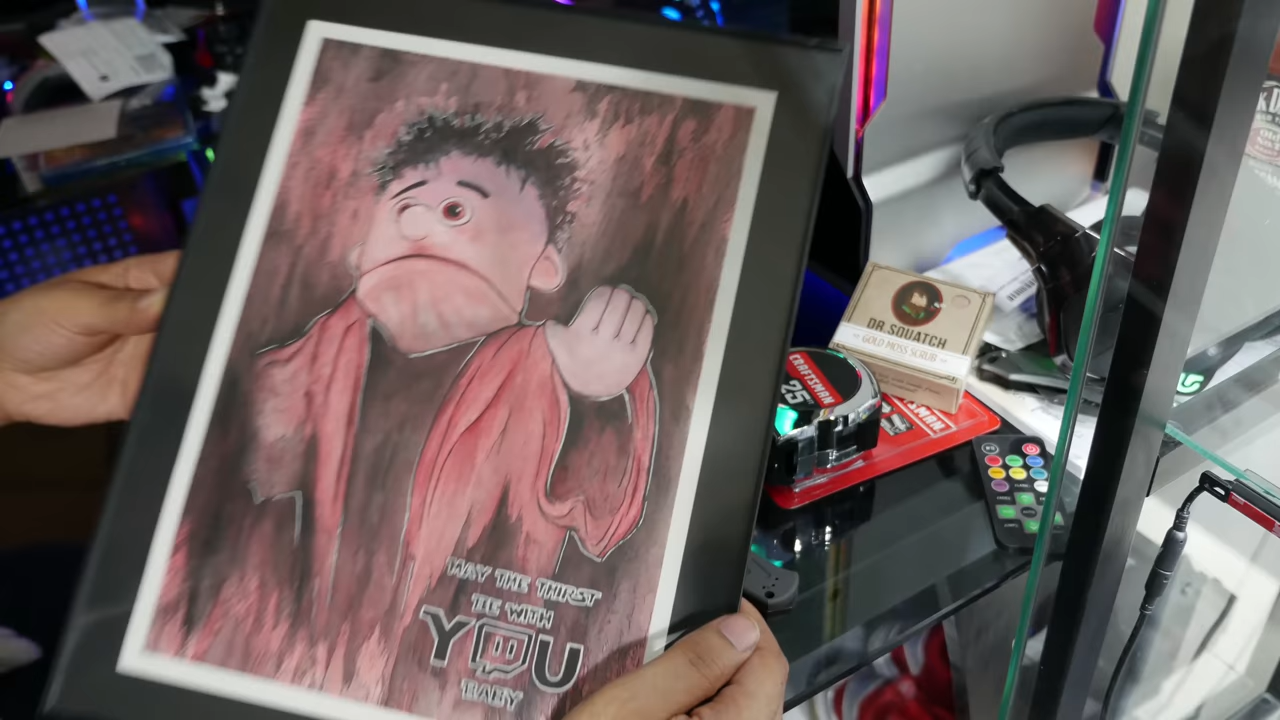 MAY THE THIRST
BE WITH
YOU
BABY
DR. SQUATCH
GOLD MOSS SCRUB
CRAFTSMAN
25'